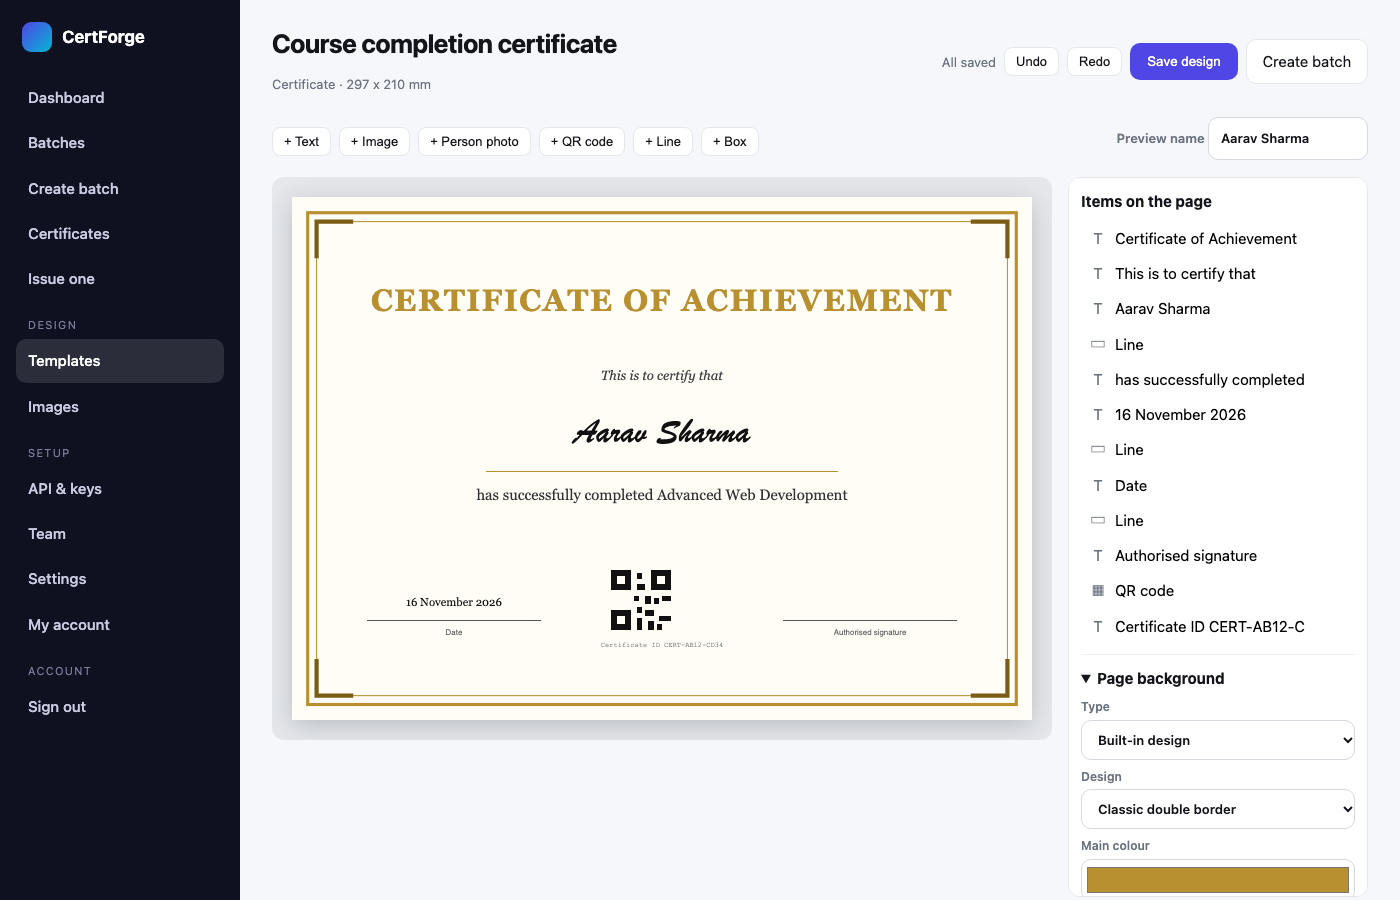 CertForge
Dashboard
Batches
Create batch
Certificates
Issue one
DESIGN
Templates
Images
SETUP
API & keys
Team
Settings
My account
ACCOUNT
Sign out
Course completion certificate
Certificate · 297 x 210 mm
All saved
Undo
Redo
Save design
Create batch
+ Text
+ Image
+ Person photo
+ QR code
+ Line
+ Box
Preview name
Aarav Sharma
CERTIFICATE OF ACHIEVEMENT
This is to certify that
Aarav Sharma
has successfully completed Advanced Web Development
16 November 2026
Date
Certificate ID CERT-AB12-CD34
Authorised signature
Items on the page
T Certificate of Achievement
T This is to certify that
T Aarav Sharma
Line
T has successfully completed
T 16 November 2026
Line
T Date
Line
T Authorised signature
QR code
T Certificate ID CERT-AB12-C
Page background
Type
Built-in design
Design
Classic double border
Main colour